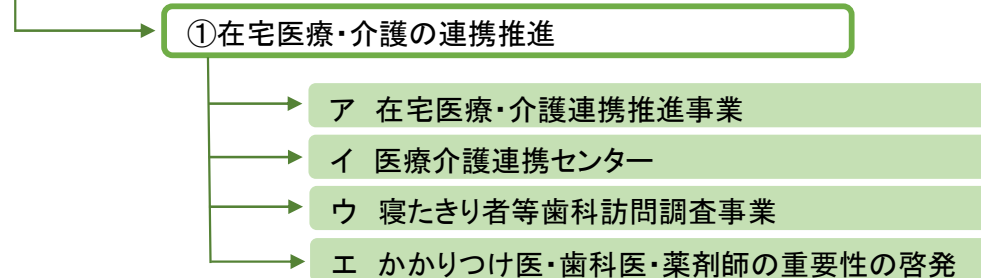 ①在宅医療・介護の連携推進
ア 在宅医療・介護連携推進事業
イ 医療介護連携センター
ウ 寝たきり者等歯科訪問調査事業
エ かかりつけ医・歯科医・薬剤師の重要性の啓発